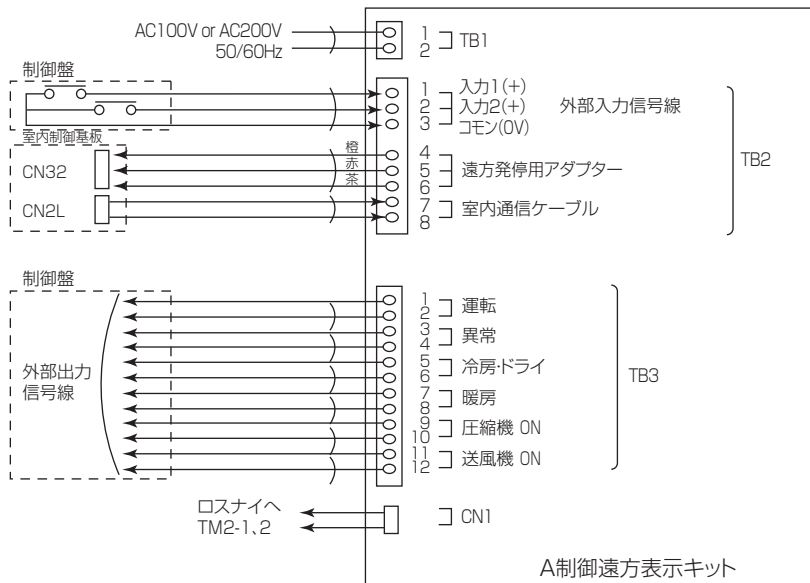 AC100V or AC200V
50/60Hz
1
2
TB1
制御盤
1
2
3
入力1(+)
入力2(+)
コモン(0V)
外部入力信号線
室内制御基板
CN32
CN2L
橙
赤
茶
4
5
6
遠方発停用アダプター
7
8
室内通信ケーブル
TB2
制御盤
外部出力
信号線
1
2
運転
3
4
異常
5
6
冷房・ドライ
7
8
暖房
9
10
圧縮機 ON
11
12
送風機 ON
TB3
ロスナイへ
TM2-1、2
CN1
A制御遠方表示キット